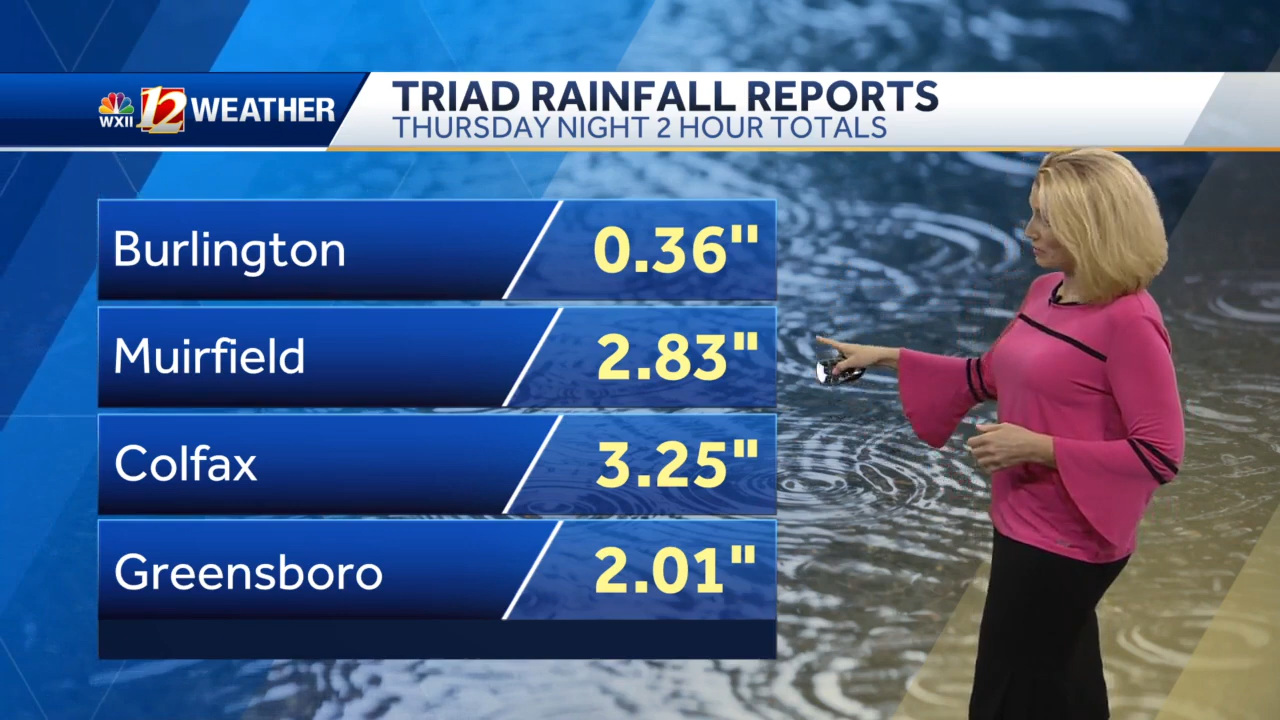 WXII 12 WEATHER
TRIAD RAINFALL REPORTS
THURSDAY NIGHT 2 HOUR TOTALS
Burlington 0.36"
Muirfield 2.83"
Colfax 3.25"
Greensboro 2.01"